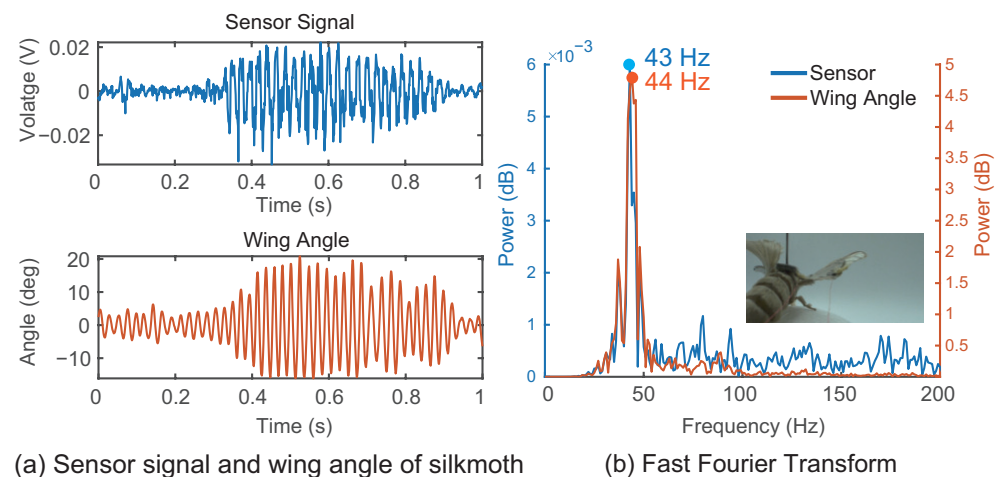 Sensor Signal
Volatge (V)
0.02
0
−0.02
0 0.2 0.4 0.6 0.8 1
Time (s)
Wing Angle
Angle (deg)
20
10
0
−10
0 0.2 0.4 0.6 0.8 1
Time (s)
(a) Sensor signal and wing angle of silkmoth
×10⁻³
43 Hz
44 Hz
Sensor
Wing Angle
Power (dB)
6
5
4
3
2
1
0
Power (dB)
5
4.5
4
3.5
3
2.5
2
1.5
1
0.5
0 50 100 150 200
Frequency (Hz)
(b) Fast Fourier Transform